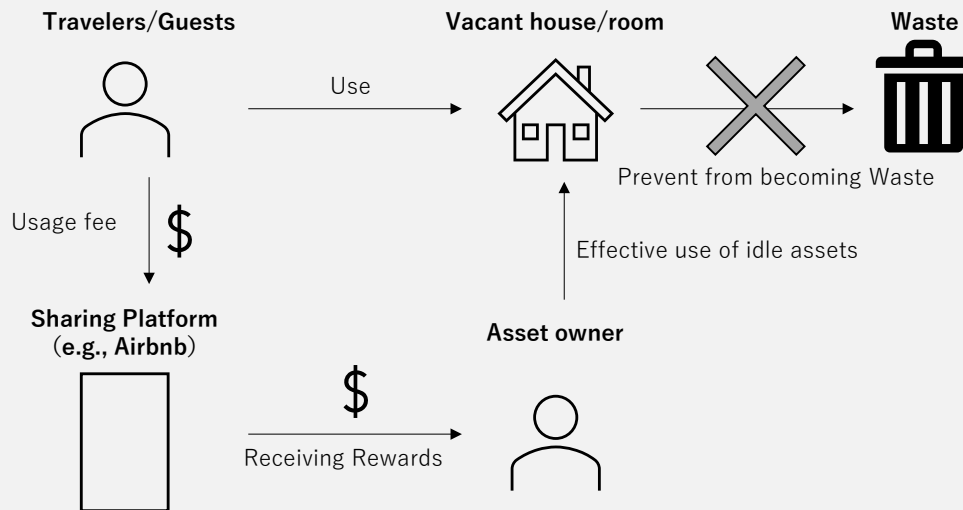 Travelers/Guests
Vacant house/room
Waste
Use
Prevent from becoming Waste
Usage fee
$
Effective use of idle assets
Sharing Platform
（e.g., Airbnb）
Asset owner
$
Receiving Rewards